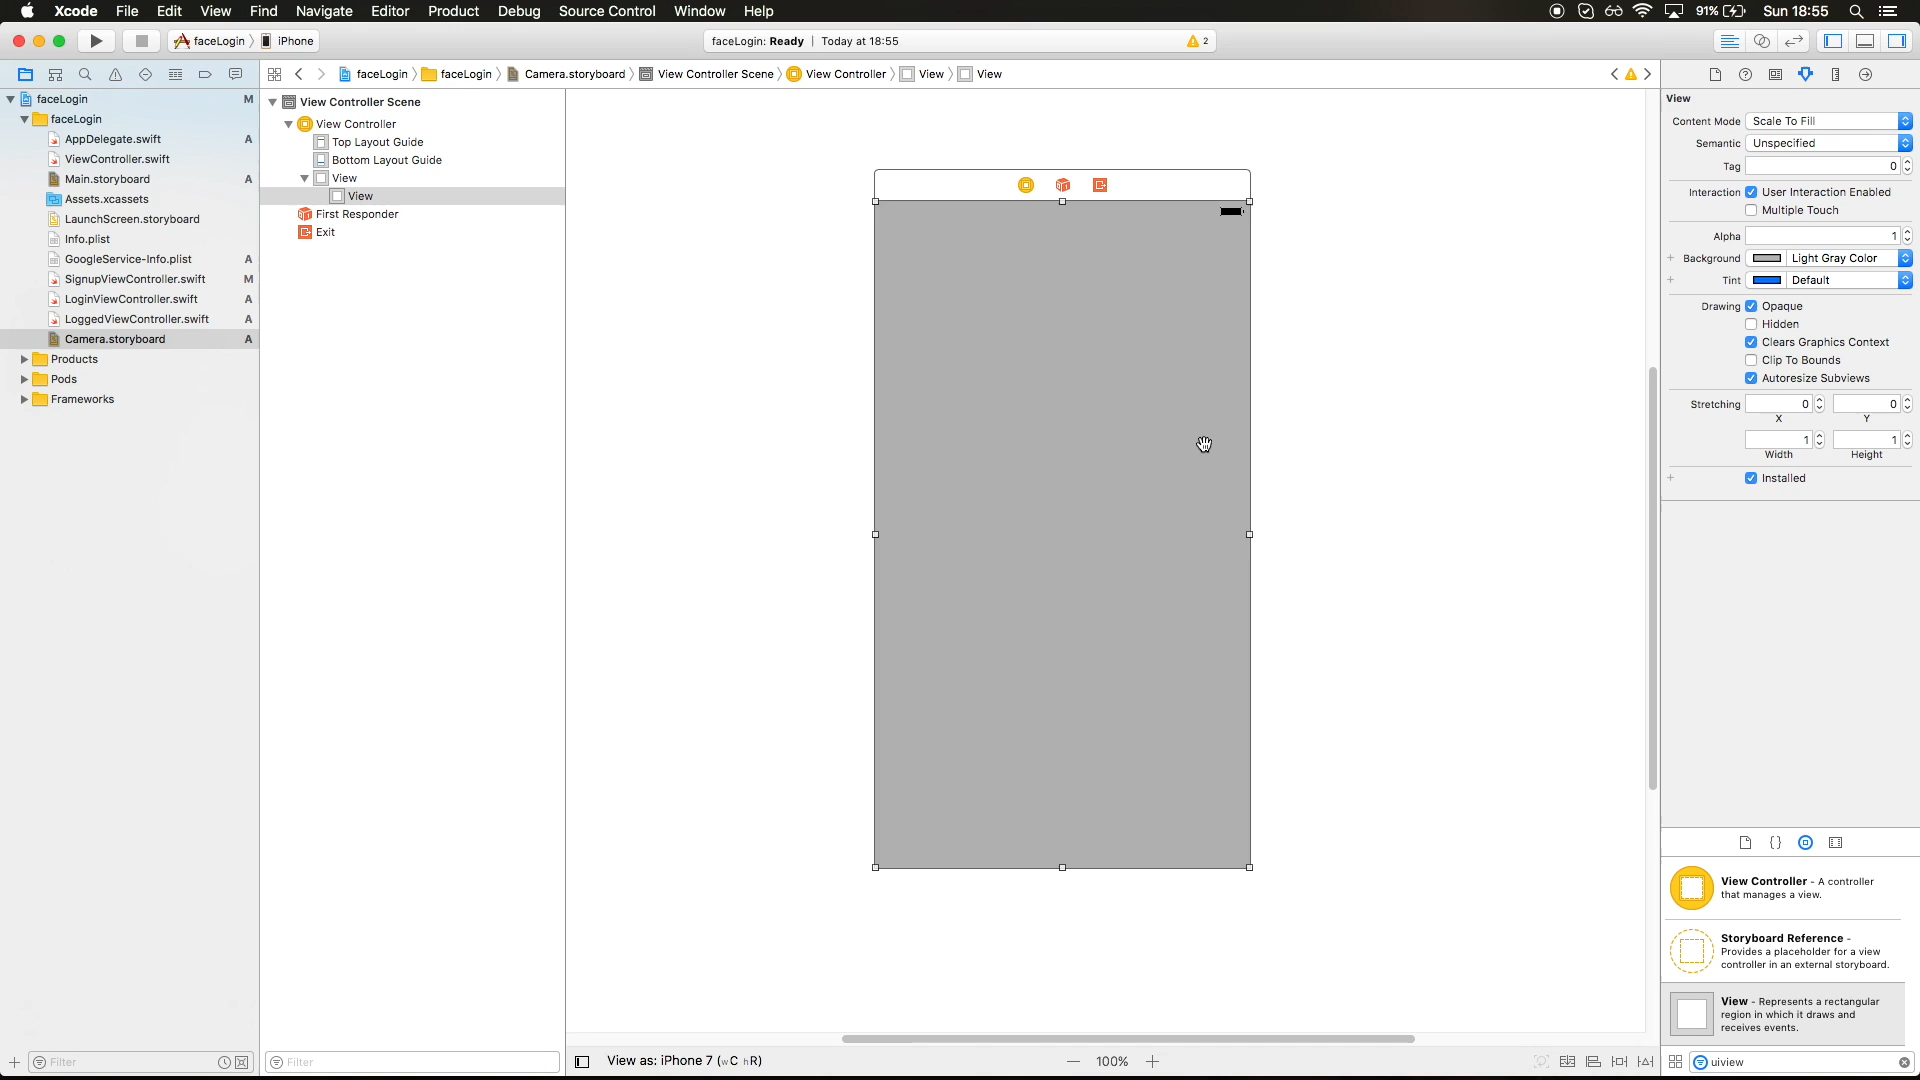 Xcode File Edit View Find Navigate Editor Product Debug Source Control Window Help 91% Sun 18:55
faceLogin iPhone faceLogin: Ready Today at 18:55 2
faceLogin faceLogin Camera.storyboard View Controller Scene View Controller View View
faceLogin M
faceLogin
AppDelegate.swift A
ViewController.swift
Main.storyboard A
Assets.xcassets
LaunchScreen.storyboard
Info.plist
GoogleService-Info.plist A
SignupViewController.swift M
LoginViewController.swift A
LoggedViewController.swift A
Camera.storyboard A
Products
Pods
Frameworks
Filter
View Controller Scene
View Controller
Top Layout Guide
Bottom Layout Guide
View
View
First Responder
Exit
Filter
View as: iPhone 7 (wC hR)
100%
View
Content Mode Scale To Fill
Semantic Unspecified
Tag 0
Interaction User Interaction Enabled
Multiple Touch
Alpha 1
+ Background Light Gray Color
+ Tint Default
Drawing Opaque
Hidden
Clears Graphics Context
Clip To Bounds
Autoresize Subviews
Stretching 0 0
X Y
1 1
Width Height
+ Installed
{}
View Controller - A controller
that manages a view.
Storyboard Reference -
Provides a placeholder for a view
controller in an external storyboard.
View - Represents a rectangular
region in which it draws and
receives events.
uiview